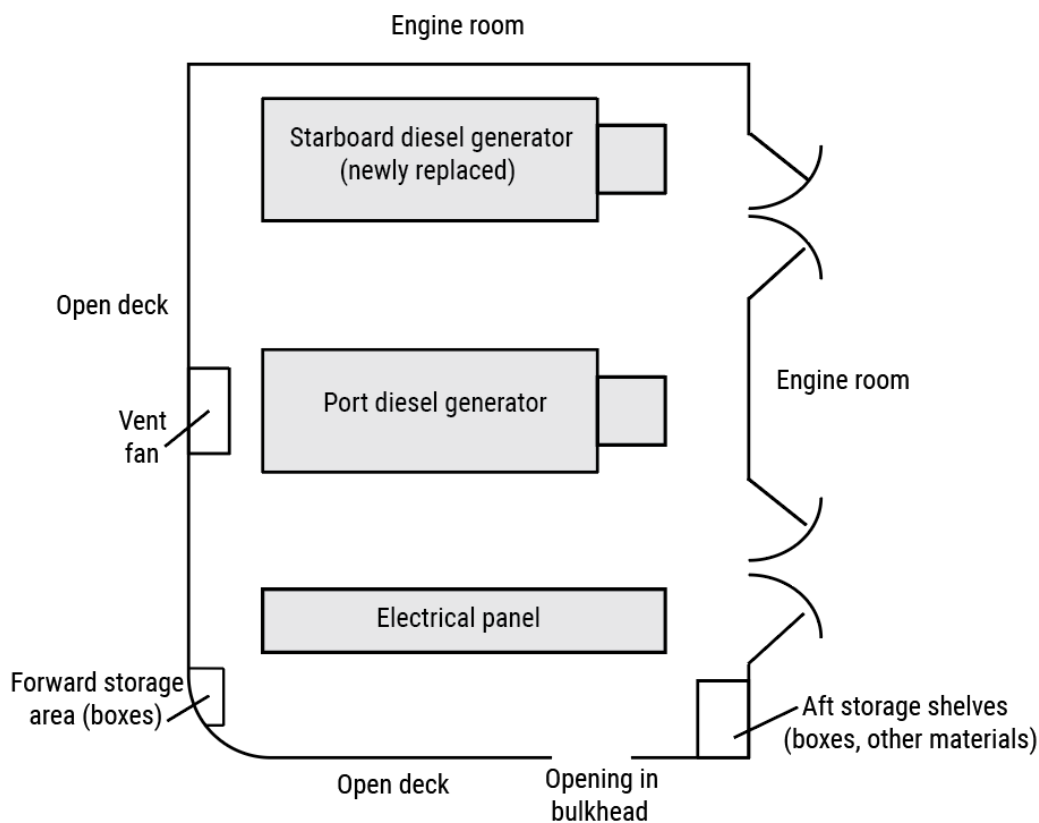 Engine room
Starboard diesel generator
(newly replaced)
Open deck
Vent
fan
Port diesel generator
Engine room
Electrical panel
Forward storage
area (boxes)
Aft storage shelves
(boxes, other materials)
Open deck
Opening in
bulkhead